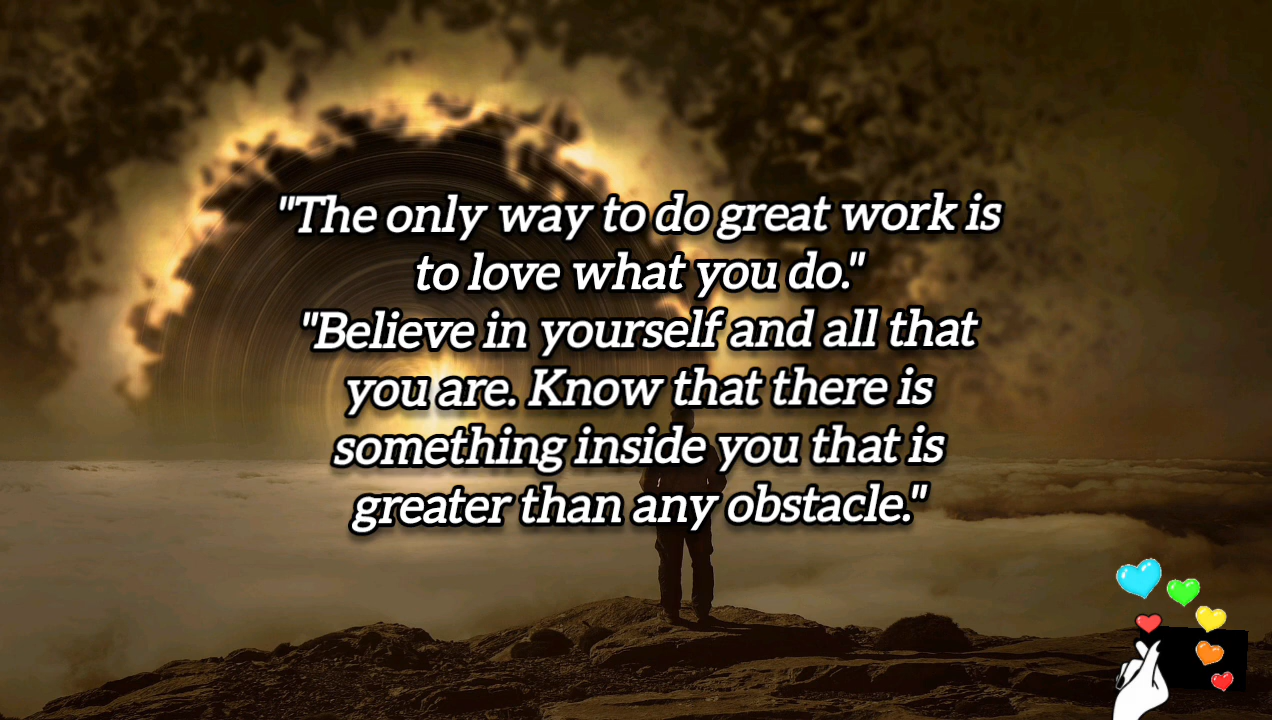 "The only way to do great work is
to love what you do."
"Believe in yourself and all that
you are. Know that there is
something inside you that is
greater than any obstacle."